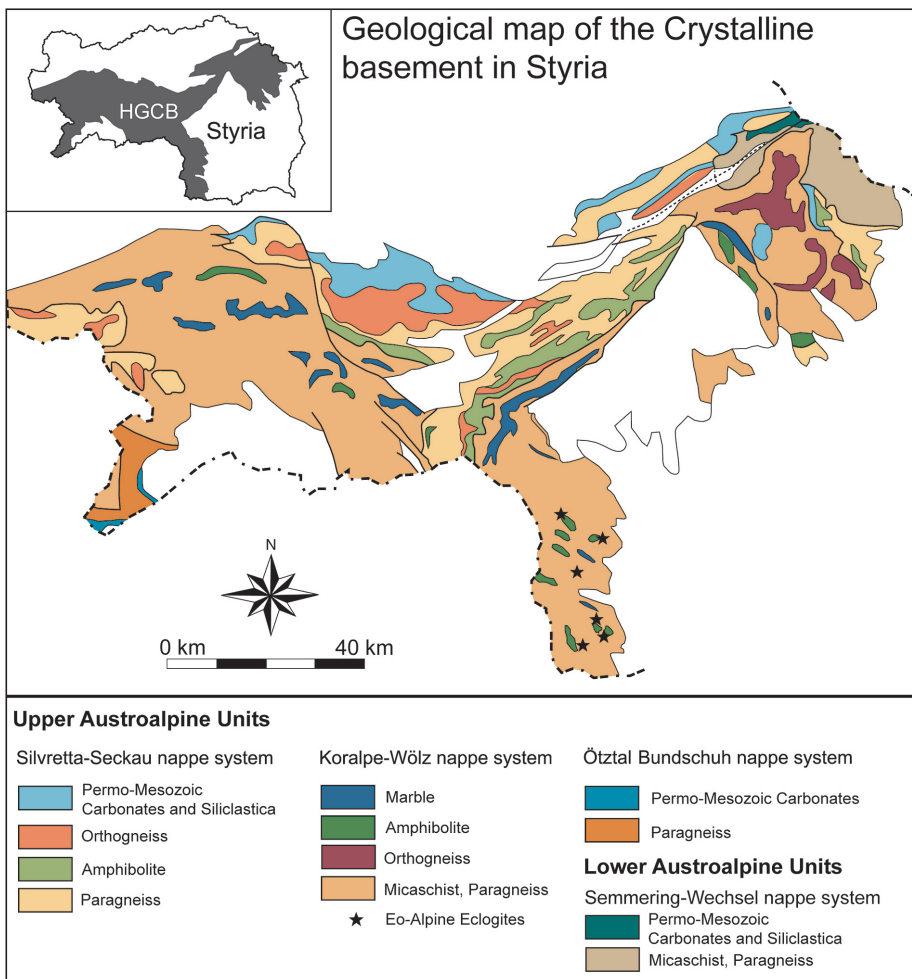 Geological map of the Crystalline
basement in Styria
HGCB
Styria
N
0 km
40 km
Upper Austroalpine Units
Silvretta-Seckau nappe system
Permo-Mesozoic
Carbonates and Siliclastica
Orthogneiss
Amphibolite
Paragneiss
Koralpe-Wölz nappe system
Marble
Amphibolite
Orthogneiss
Micaschist, Paragneiss
Eo-Alpine Eclogites
Ötztal Bundschuh nappe system
Permo-Mesozoic Carbonates
Paragneiss
Lower Austroalpine Units
Semmering-Wechsel nappe system
Permo-Mesozoic
Carbonates and Siliclastica
Micaschist, Paragneiss